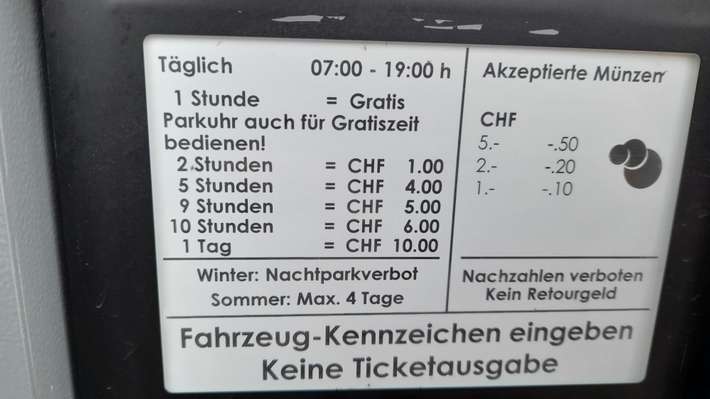 Täglich 07:00 - 19:00 h
1 Stunde = Gratis
Parkuhr auch für Gratiszeit
bedienen!
2 Stunden = CHF 1.00
5 Stunden = CHF 4.00
9 Stunden = CHF 5.00
10 Stunden = CHF 6.00
1 Tag = CHF 10.00
Winter: Nachtparkverbot
Sommer: Max. 4 Tage
Akzeptierte Münzen
CHF
5.- -.50
2.- -.20
1.- -.10
Nachzahlen verboten
Kein Retourgeld
Fahrzeug-Kennzeichen eingeben
Keine Ticketausgabe